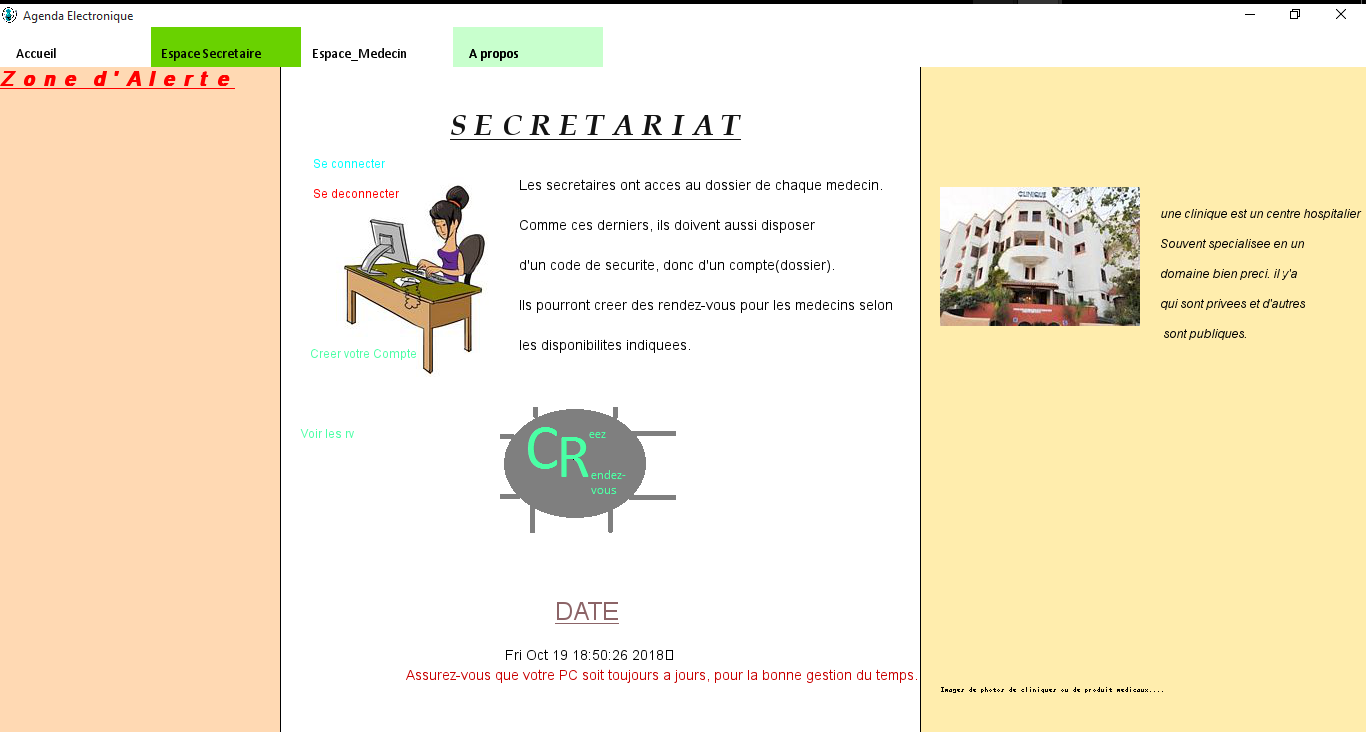 Agenda Electronique
Accueil
Espace Secretaire
Espace_Medecin
A propos
Zone d'Alerte
SECRETARIAT
Se connecter
Se deconnecter
Les secretaires ont acces au dossier de chaque medecin.
Comme ces derniers, ils doivent aussi disposer
d'un code de securite, donc d'un compte(dossier).
Ils pourront creer des rendez-vous pour les medecins selon
les disponibilites indiquees.
Creer votre Compte
Voir les rv
CReez
Rendez-
vous
DATE
Fri Oct 19 18:50:26 2018
Assurez-vous que votre PC soit toujours a jours, pour la bonne gestion du temps.
CLINIQUE
une clinique est un centre hospitalier
Souvent specialisee en un
domaine bien preci. il y'a
qui sont privees et d'autres
sont publiques.
Images de photos de cliniques ou de produit medicaux....